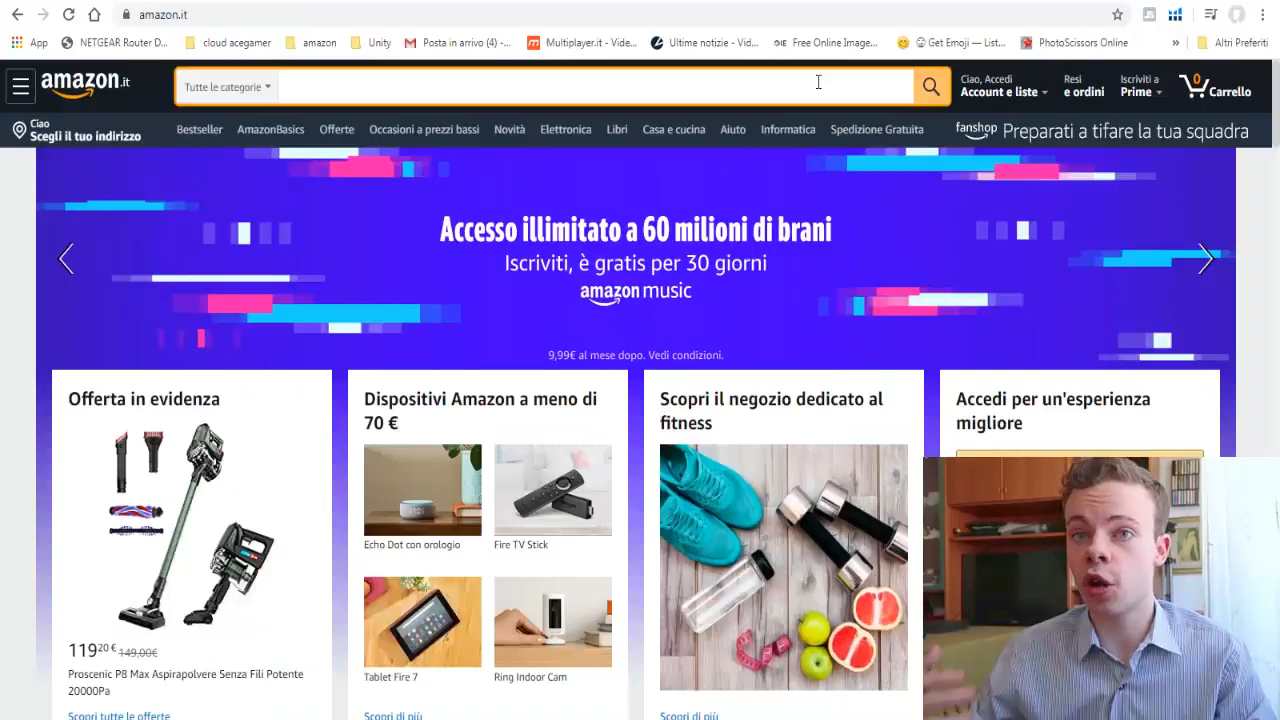 amazon.it
App
NETGEAR Router D...
cloud acegamer
amazon
Unity
Posta in arrivo (4) -...
Multiplayer.it - Vide...
Ultime notizie - Vid...
Free Online Image...
Get Emoji — List...
PhotoScissors Online
»
Altri Preferiti
amazon.it
Tutte le categorie
Ciao, Accedi
Account e liste
Resi
e ordini
Iscriviti a
Prime
0
Carrello
Ciao
Scegli il tuo indirizzo
Bestseller
AmazonBasics
Offerte
Occasioni a prezzi bassi
Novità
Elettronica
Libri
Casa e cucina
Aiuto
Informatica
Spedizione Gratuita
fanshop Preparati a tifare la tua squadra
Accesso illimitato a 60 milioni di brani
Iscriviti, è gratis per 30 giorni
amazon music
9,99€ al mese dopo. Vedi condizioni.
Offerta in evidenza
119,20 € 149,00€
Proscenic P8 Max Aspirapolvere Senza Fili Potente
20000Pa
Scopri tutte le offerte
Dispositivi Amazon a meno di
70 €
Echo Dot con orologio
Fire TV Stick
Tablet Fire 7
Ring Indoor Cam
Scopri di più
Scopri il negozio dedicato al
fitness
Scopri di più
Accedi per un'esperienza
migliore